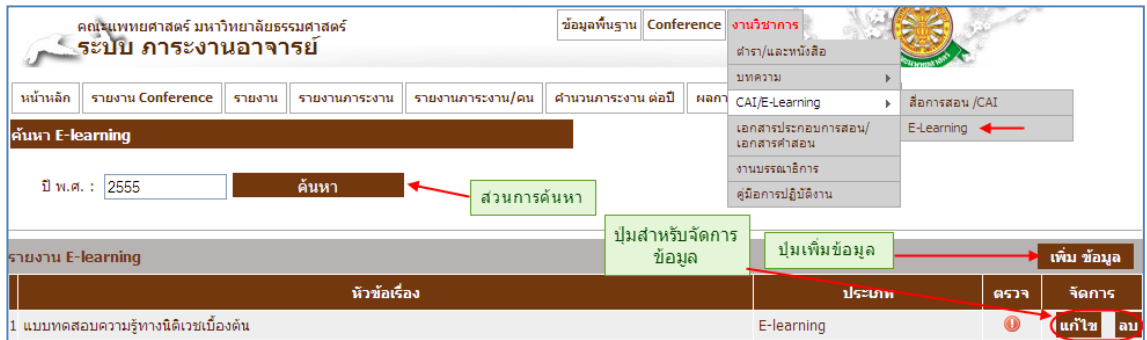 คณะแพทยศาสตร์ มหาวิทยาลัยธรรมศาสตร์
ระบบ ภาระงานอาจารย์
ข้อมูลพื้นฐาน Conference งานวิชาการ
ตำรา/และหนังสือ
บทความ
CAI/E-Learning
สื่อการสอน /CAI
E-Learning
เอกสารประกอบการสอน/
เอกสารคำสอน
งานบรรณาธิการ
คู่มือการปฏิบัติงาน
หน้าหลัก รายงาน Conference รายงาน รายงานภาระงาน รายงานภาระงาน/คน คำนวนภาระงาน ต่อปี ผลกา
ค้นหา E-learning
ปี พ.ศ. : 2555 ค้นหา
ส่วนการค้นหา
ปุ่มสำหรับจัดการ
ข้อมูล
ปุ่มเพิ่มข้อมูล
รายงาน E-learning เพิ่ม ข้อมูล
หัวข้อเรื่อง ประเภท ตรวจ จัดการ
1 แบบทดสอบความรู้ทางนิติเวชเบื้องต้น E-learning แก้ไข ลบ